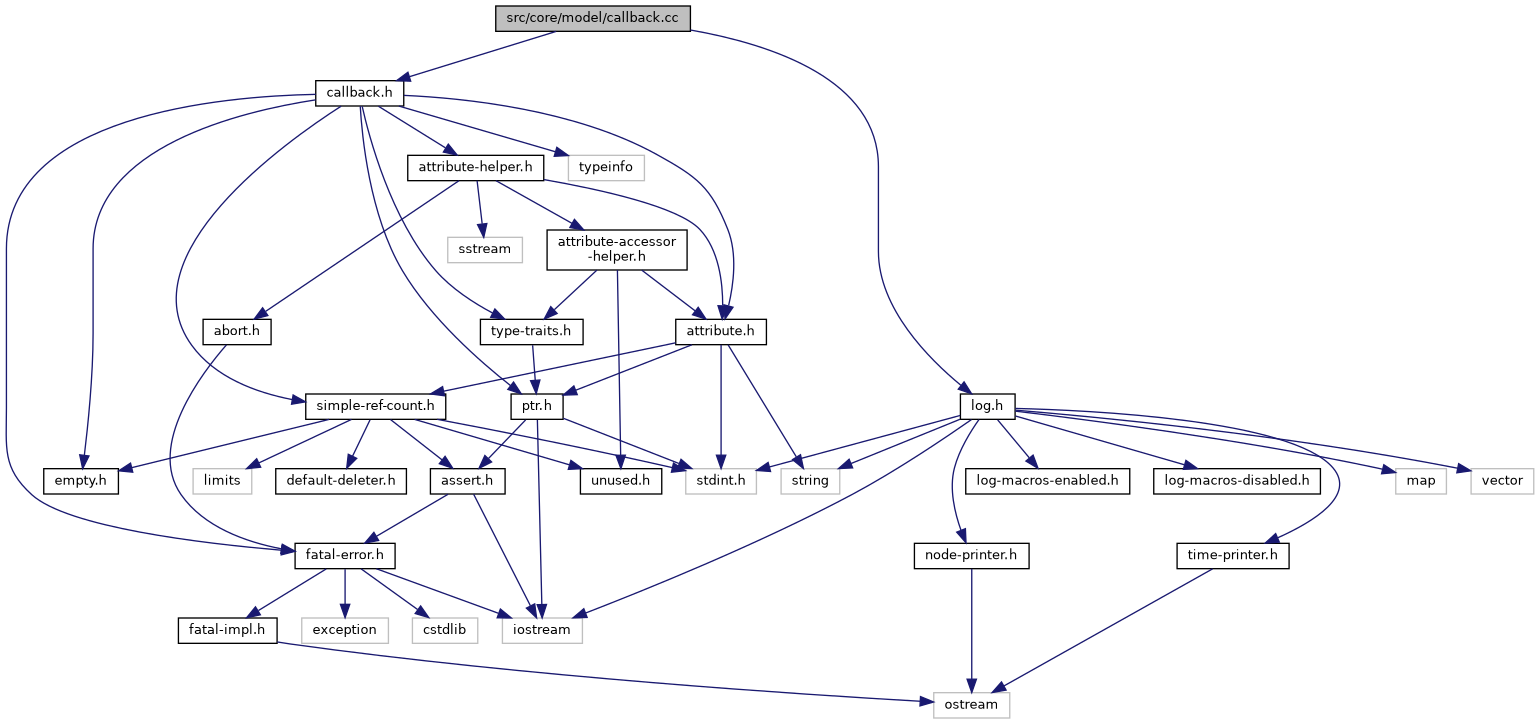 src/core/model/callback.cc
callback.h
attribute-helper.h
typeinfo
sstream
attribute-accessor
-helper.h
abort.h
type-traits.h
attribute.h
simple-ref-count.h
ptr.h
log.h
empty.h
limits
default-deleter.h
assert.h
unused.h
stdint.h
string
log-macros-enabled.h
log-macros-disabled.h
map
vector
fatal-error.h
node-printer.h
time-printer.h
fatal-impl.h
exception
cstdlib
iostream
ostream